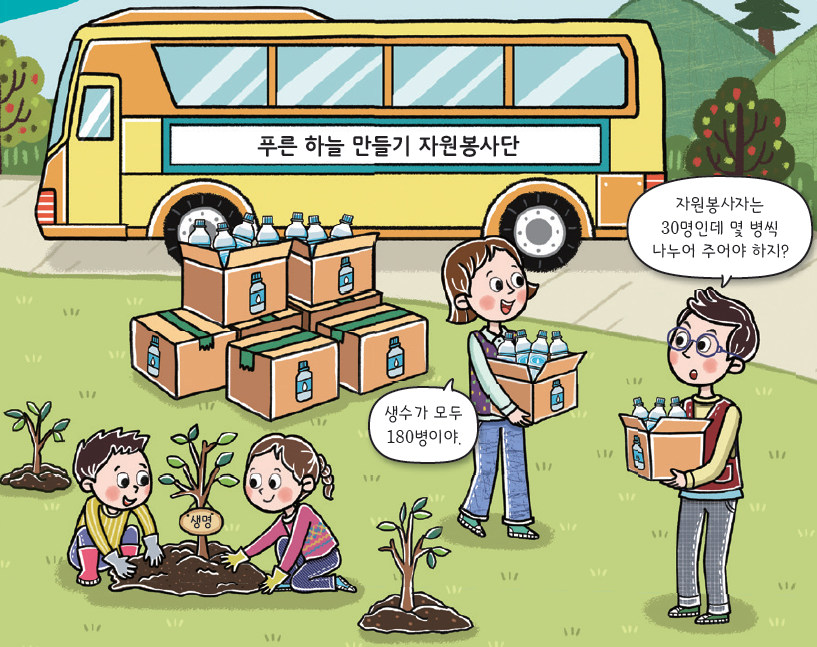 푸른 하늘 만들기 자원봉사단
자원봉사자는
30명인데 몇 병씩
나누어 주어야 하지?
생수가 모두
180병이야.
"생명"